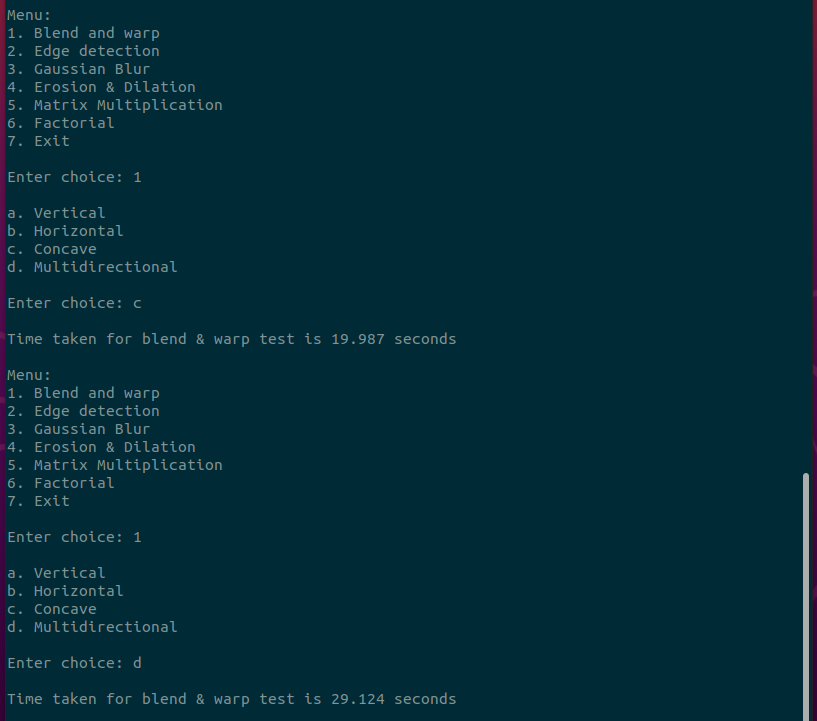 Menu:
1. Blend and warp
2. Edge detection
3. Gaussian Blur
4. Erosion & Dilation
5. Matrix Multiplication
6. Factorial
7. Exit
Enter choice: 1
a. Vertical
b. Horizontal
c. Concave
d. Multidirectional
Enter choice: c
Time taken for blend & warp test is 19.987 seconds
Menu:
1. Blend and warp
2. Edge detection
3. Gaussian Blur
4. Erosion & Dilation
5. Matrix Multiplication
6. Factorial
7. Exit
Enter choice: 1
a. Vertical
b. Horizontal
c. Concave
d. Multidirectional
Enter choice: d
Time taken for blend & warp test is 29.124 seconds